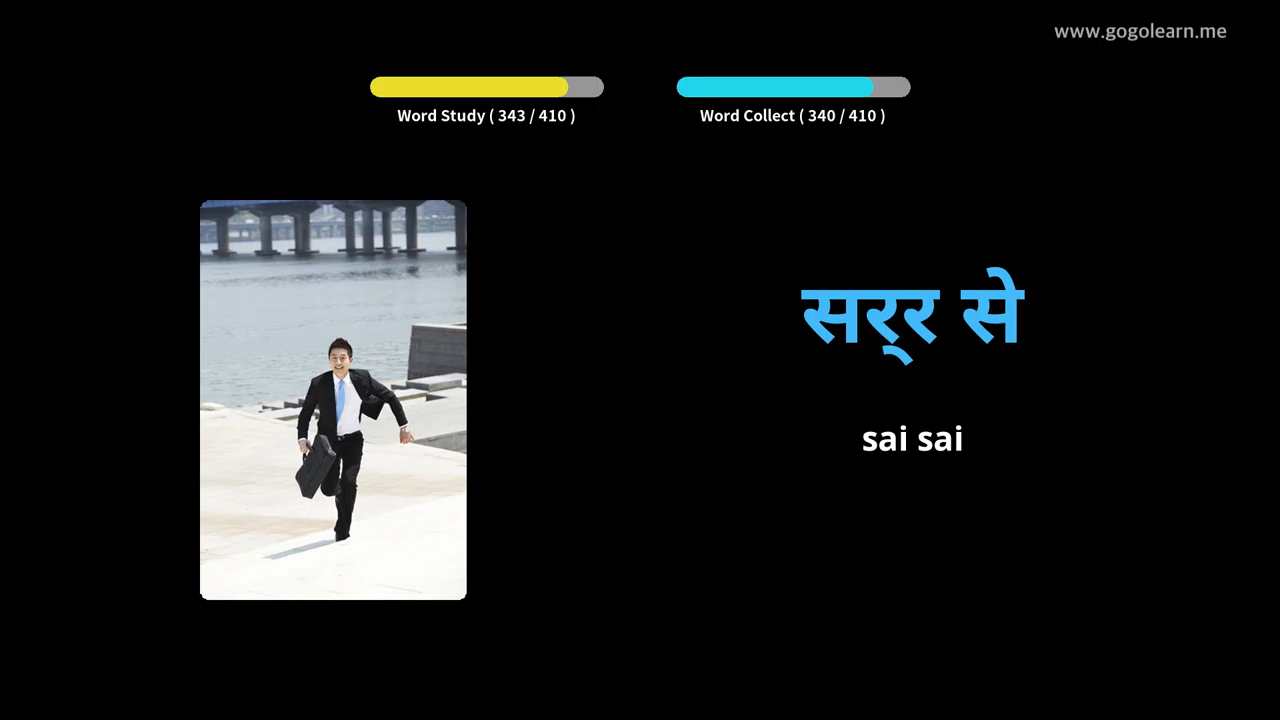 www.gogolearn.me
Word Study ( 343 / 410 )
Word Collect ( 340 / 410 )
सर्‌र से
sai sai